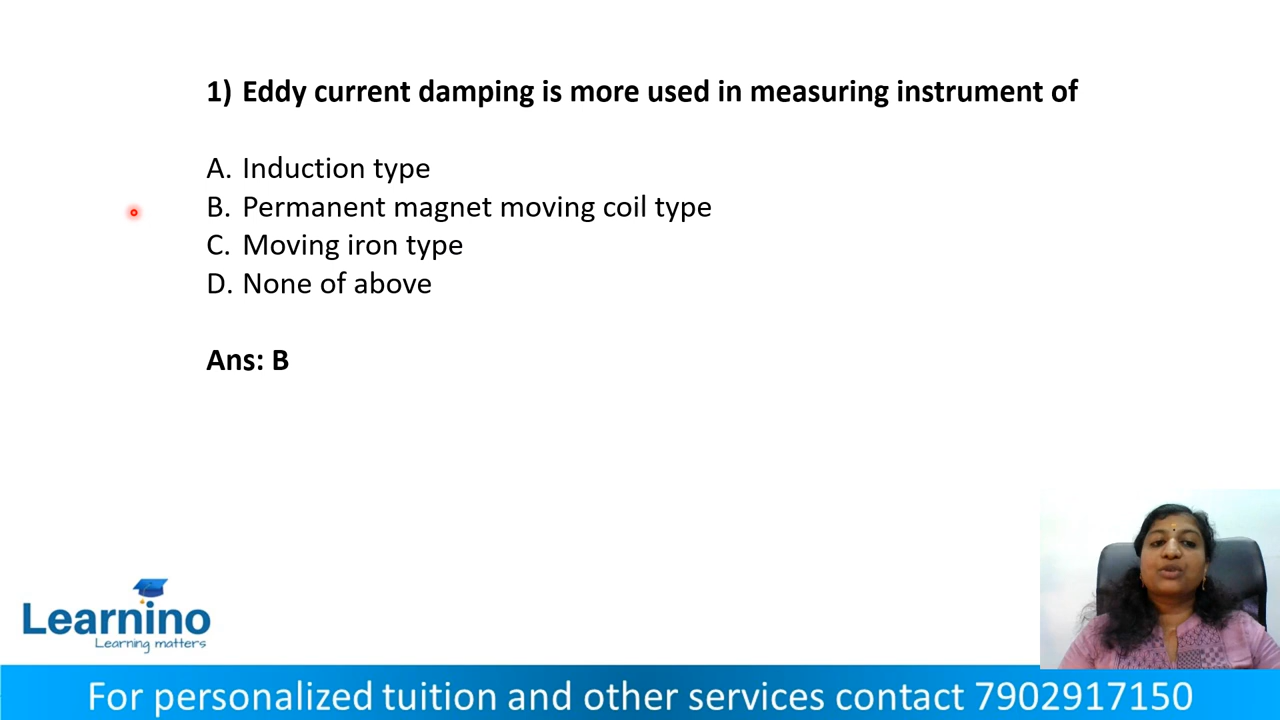 1) Eddy current damping is more used in measuring instrument of
A. Induction type
B. Permanent magnet moving coil type
C. Moving iron type
D. None of above
Ans: B
Learnino
Learning matters
For personalized tuition and other services contact 7902917150